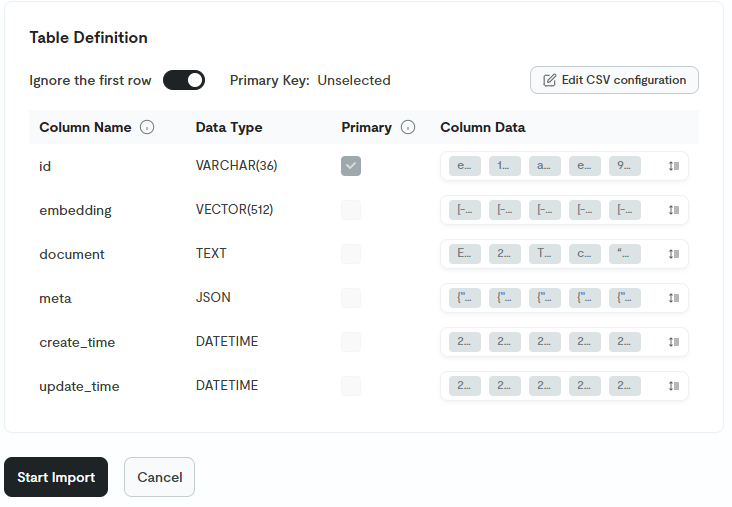 Table Definition
Ignore the first row Primary Key: Unselected Edit CSV configuration
Column Name Data Type Primary Column Data
id VARCHAR(36) e... 1... a... e... 9...
embedding VECTOR(512) [-... [-... [-... [-... [-...
document TEXT E... 2... T... c... “...
meta JSON {"... {"... {"... {"... {"...
create_time DATETIME 2... 2... 2... 2... 2...
update_time DATETIME 2... 2... 2... 2... 2...
Start Import Cancel